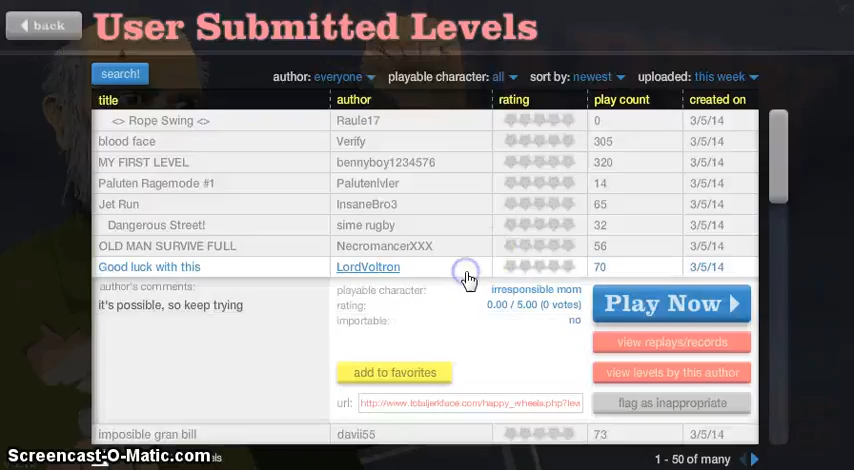 back
User Submitted Levels
search!
author: everyone playable character: all sort by: newest uploaded: this week
title author rating play count created on
<> Rope Swing <> Raule17 0 3/5/14
blood face Verify 305 3/5/14
MY FIRST LEVEL bennyboy1234576 320 3/5/14
Paluten Ragemode #1 14 3/5/14
Jet Run InsaneBro3 65 3/5/14
Dangerous Street! sime rugby 32 3/5/14
OLD MAN SURVIVE FULL NecromancerXXX 56 3/5/14
Good luck with this LordVoltron 70 3/5/14
author's comments:
it's possible, so keep trying
playable character: irresponsible mom
rating: 0.00 / 5.00 (0 votes)
importable: no
Play Now
view replays/records
add to favorites
view levels by this author
url: http://www.totaljerkface.com/happy_wheels.php?lev
flag as inappropriate
imposible gran bill davii55 73 3/5/14
Screencast-O-Matic.com
1 - 50 of many